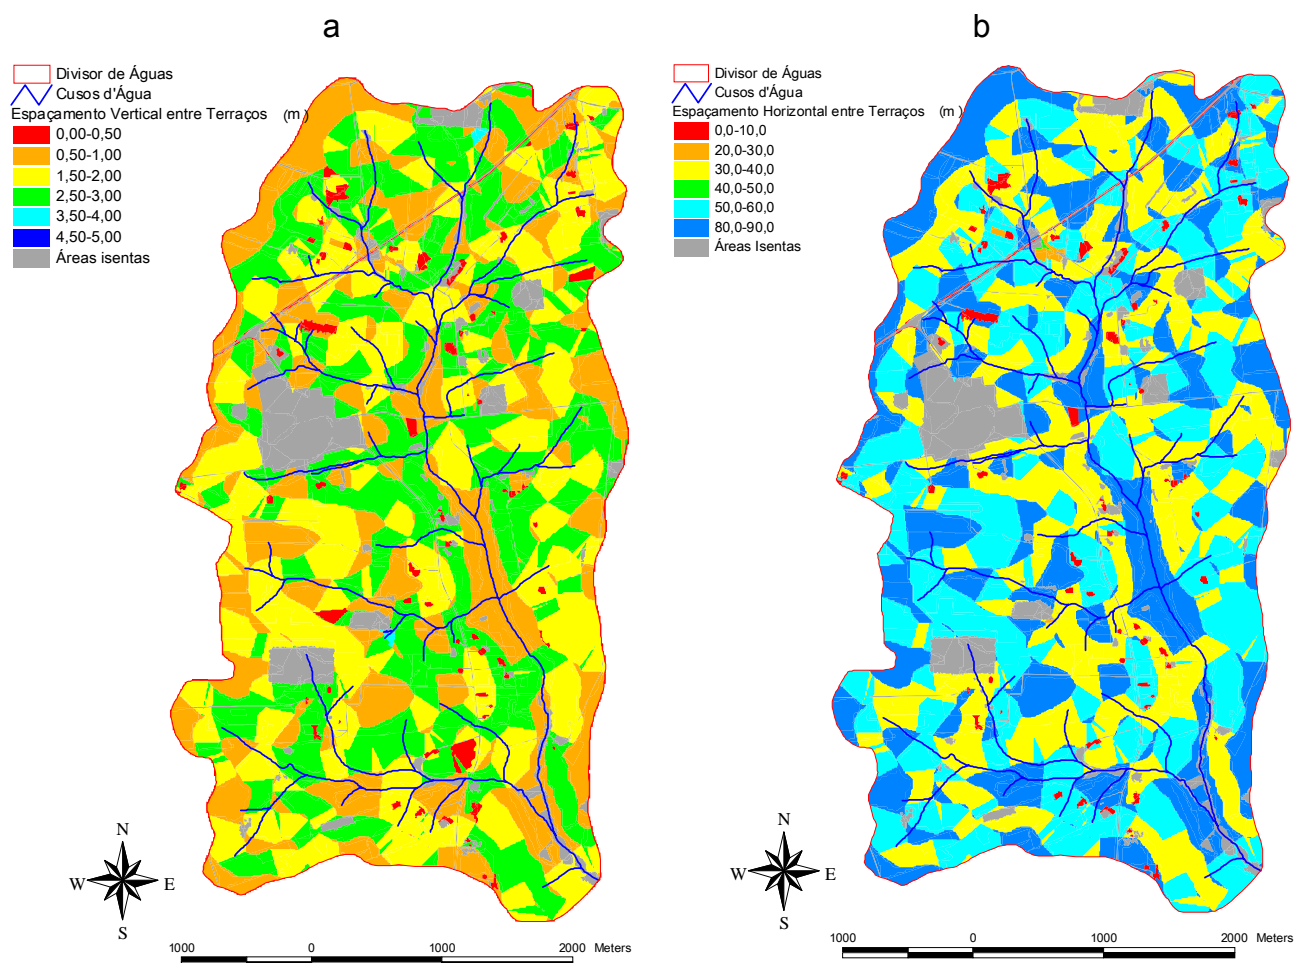 a
Divisor de Águas
Cusos d'Água
Espaçamento Vertical entre Terraços (m)
0,00-0,50
0,50-1,00
1,50-2,00
2,50-3,00
3,50-4,00
4,50-5,00
Áreas isentas
N
W E
S
1000 0 1000 2000 Meters
b
Divisor de Águas
Cusos d'Água
Espaçamento Horizontal entre Terraços (m)
0,0-10,0
20,0-30,0
30,0-40,0
40,0-50,0
50,0-60,0
80,0-90,0
Áreas Isentas
N
W E
S
1000 0 1000 2000 Meters